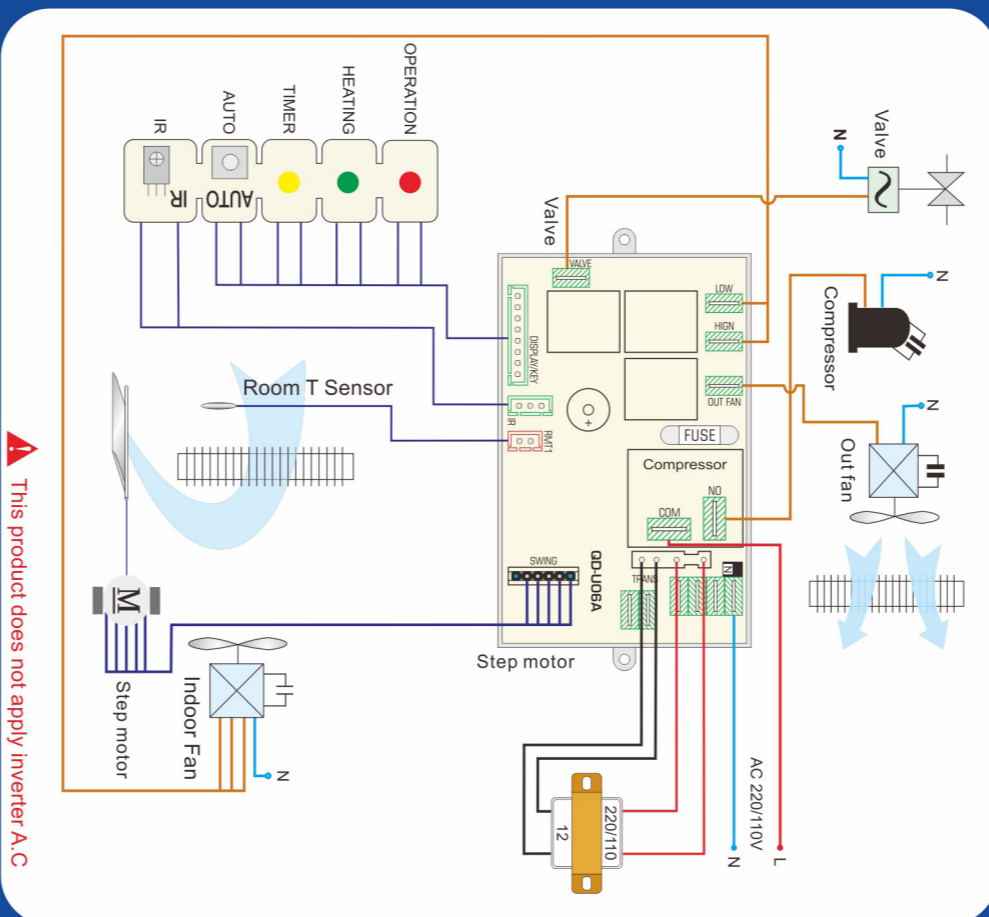 OPERATION
HEATING
TIMER
AUTO
IR
AUTO
IR
Valve
N
Valve
VALVE
LOW
HIGN
OUT FAN
DISPLAY/KEY
IR
RMT1
FUSE
Compressor
NO
COM
SWING
QD-U06A
TRANS
N
Step motor
Compressor
N
N
Out fan
Room T Sensor
M
Step motor
Indoor Fan
N
AC 220/110V
L
N
220/110
12
This product does not apply inverter A.C